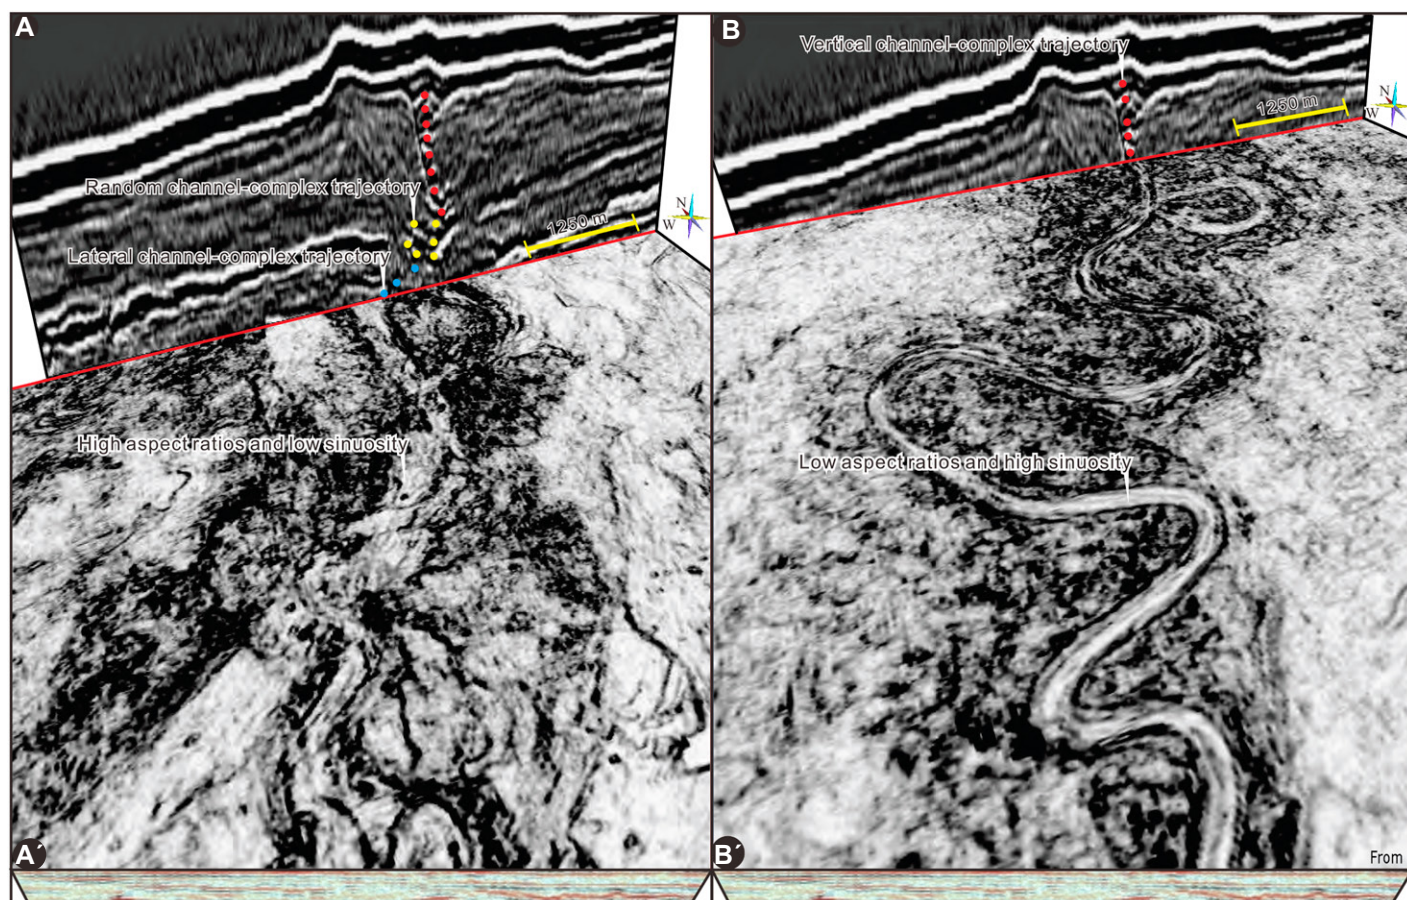 A
Random channel-complex trajectory
Lateral channel-complex trajectory
1250 m
N
W
High aspect ratios and low sinuosity
A´
B
Vertical channel-complex trajectory
1250 m
N
W
Low aspect ratios and high sinuosity
B´
From